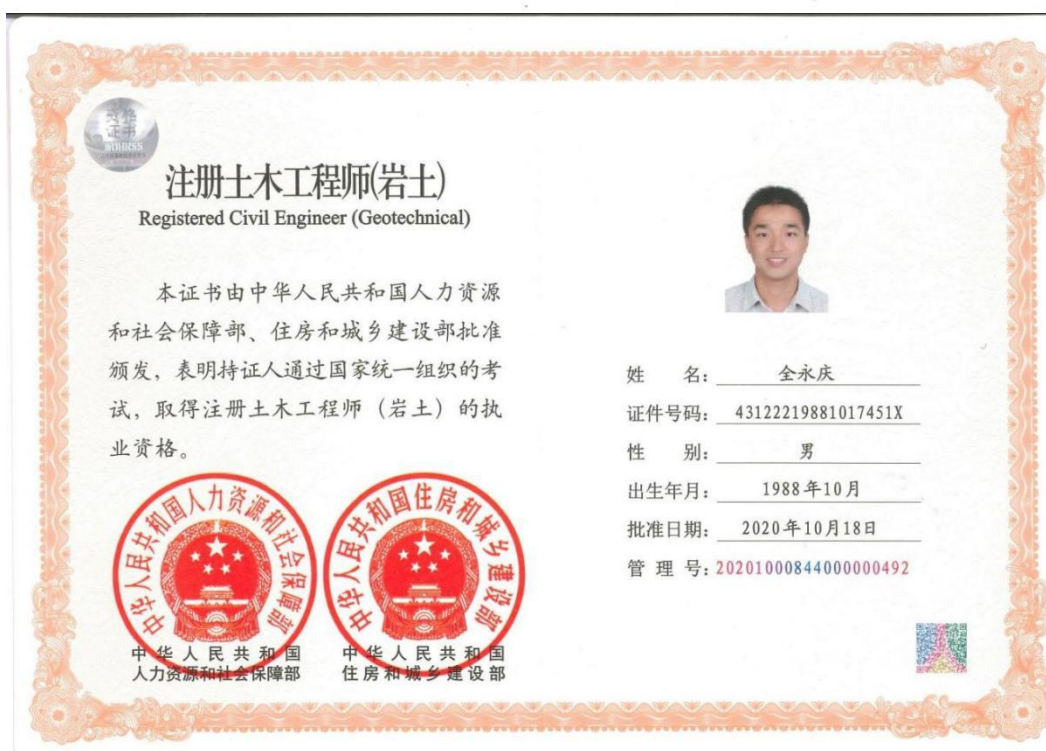 资格
证书
MOHRSS
注册土木工程师(岩土)
Registered Civil Engineer (Geotechnical)
本证书由中华人民共和国人力资源
和社会保障部、住房和城乡建设部批准
颁发，表明持证人通过国家统一组织的考
试，取得注册土木工程师（岩土）的执
业资格。
中华人民共和国人力资源和社会保障部
中华人民共和国
人力资源和社会保障部
中华人民共和国住房和城乡建设部
中华人民共和国
住房和城乡建设部
姓 名：全永庆
证件号码：43122219881017451X
性 别：男
出生年月：1988年10月
批准日期：2020年10月18日
管 理 号：20201000844000000492